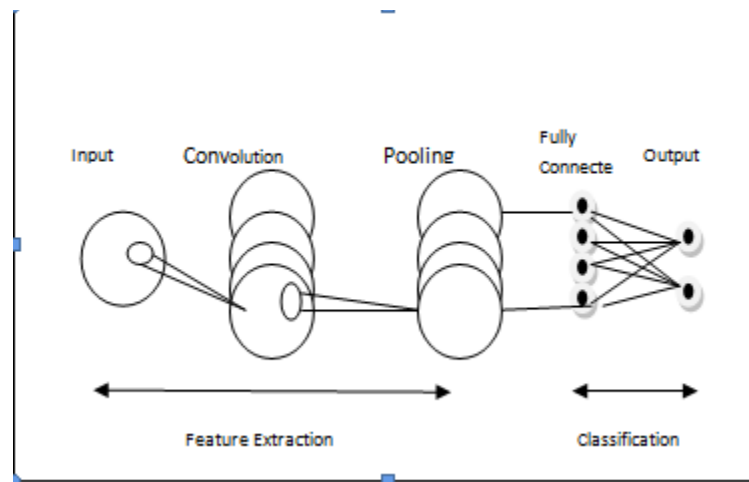 Input
Convolution
Pooling
Fully
Connecte
Output
Feature Extraction
Classification